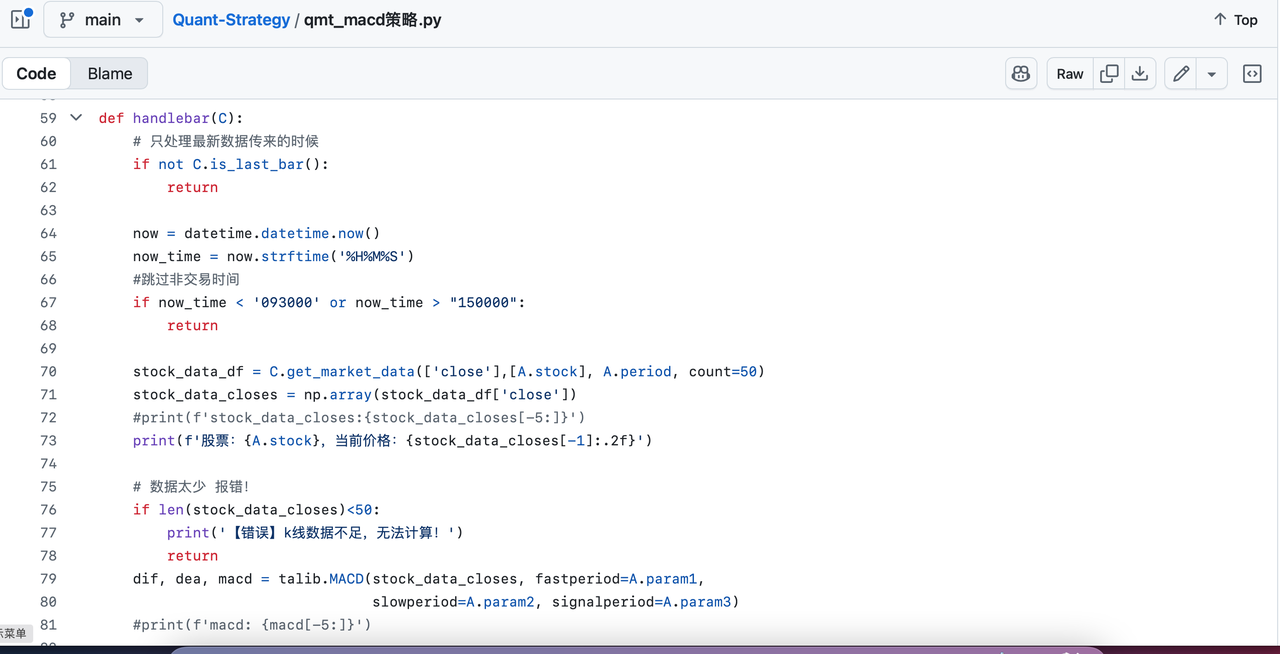 main
Quant-Strategy / qmt_macd策略.py
Top
Code
Blame
Raw
59 def handlebar(C):
60 # 只处理最新数据传来的时候
61 if not C.is_last_bar():
62 return
63
64 now = datetime.datetime.now()
65 now_time = now.strftime('%H%M%S')
66 #跳过非交易时间
67 if now_time < '093000' or now_time > "150000":
68 return
69
70 stock_data_df = C.get_market_data(['close'],[A.stock], A.period, count=50)
71 stock_data_closes = np.array(stock_data_df['close'])
72 #print(f'stock_data_closes:{stock_data_closes[-5:]}')
73 print(f'股票：{A.stock}，当前价格：{stock_data_closes[-1]:.2f}')
74
75 # 数据太少 报错！
76 if len(stock_data_closes)<50:
77 print('【错误】k线数据不足，无法计算！')
78 return
79 dif, dea, macd = talib.MACD(stock_data_closes, fastperiod=A.param1,
80 slowperiod=A.param2, signalperiod=A.param3)
81 #print(f'macd: {macd[-5:]}')
菜单